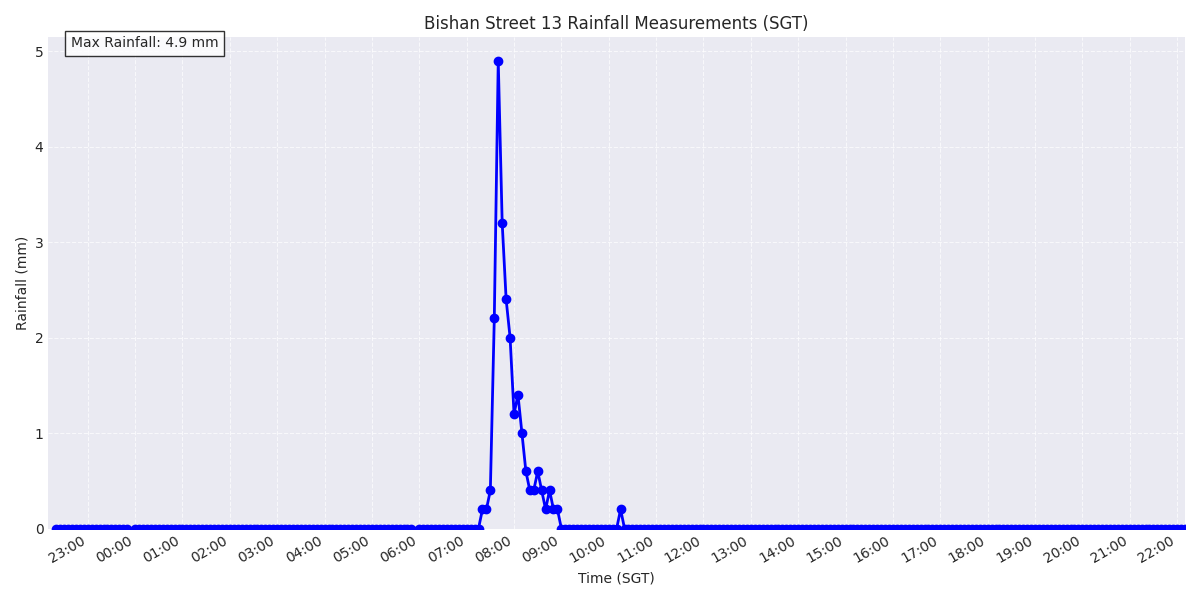 Bishan Street 13 Rainfall Measurements (SGT)
Max Rainfall: 4.9 mm
5
4
3
2
1
0
Rainfall (mm)
23:00 00:00 01:00 02:00 03:00 04:00 05:00 06:00 07:00 08:00 09:00 10:00 11:00 12:00 13:00 14:00 15:00 16:00 17:00 18:00 19:00 20:00 21:00 22:00
Time (SGT)